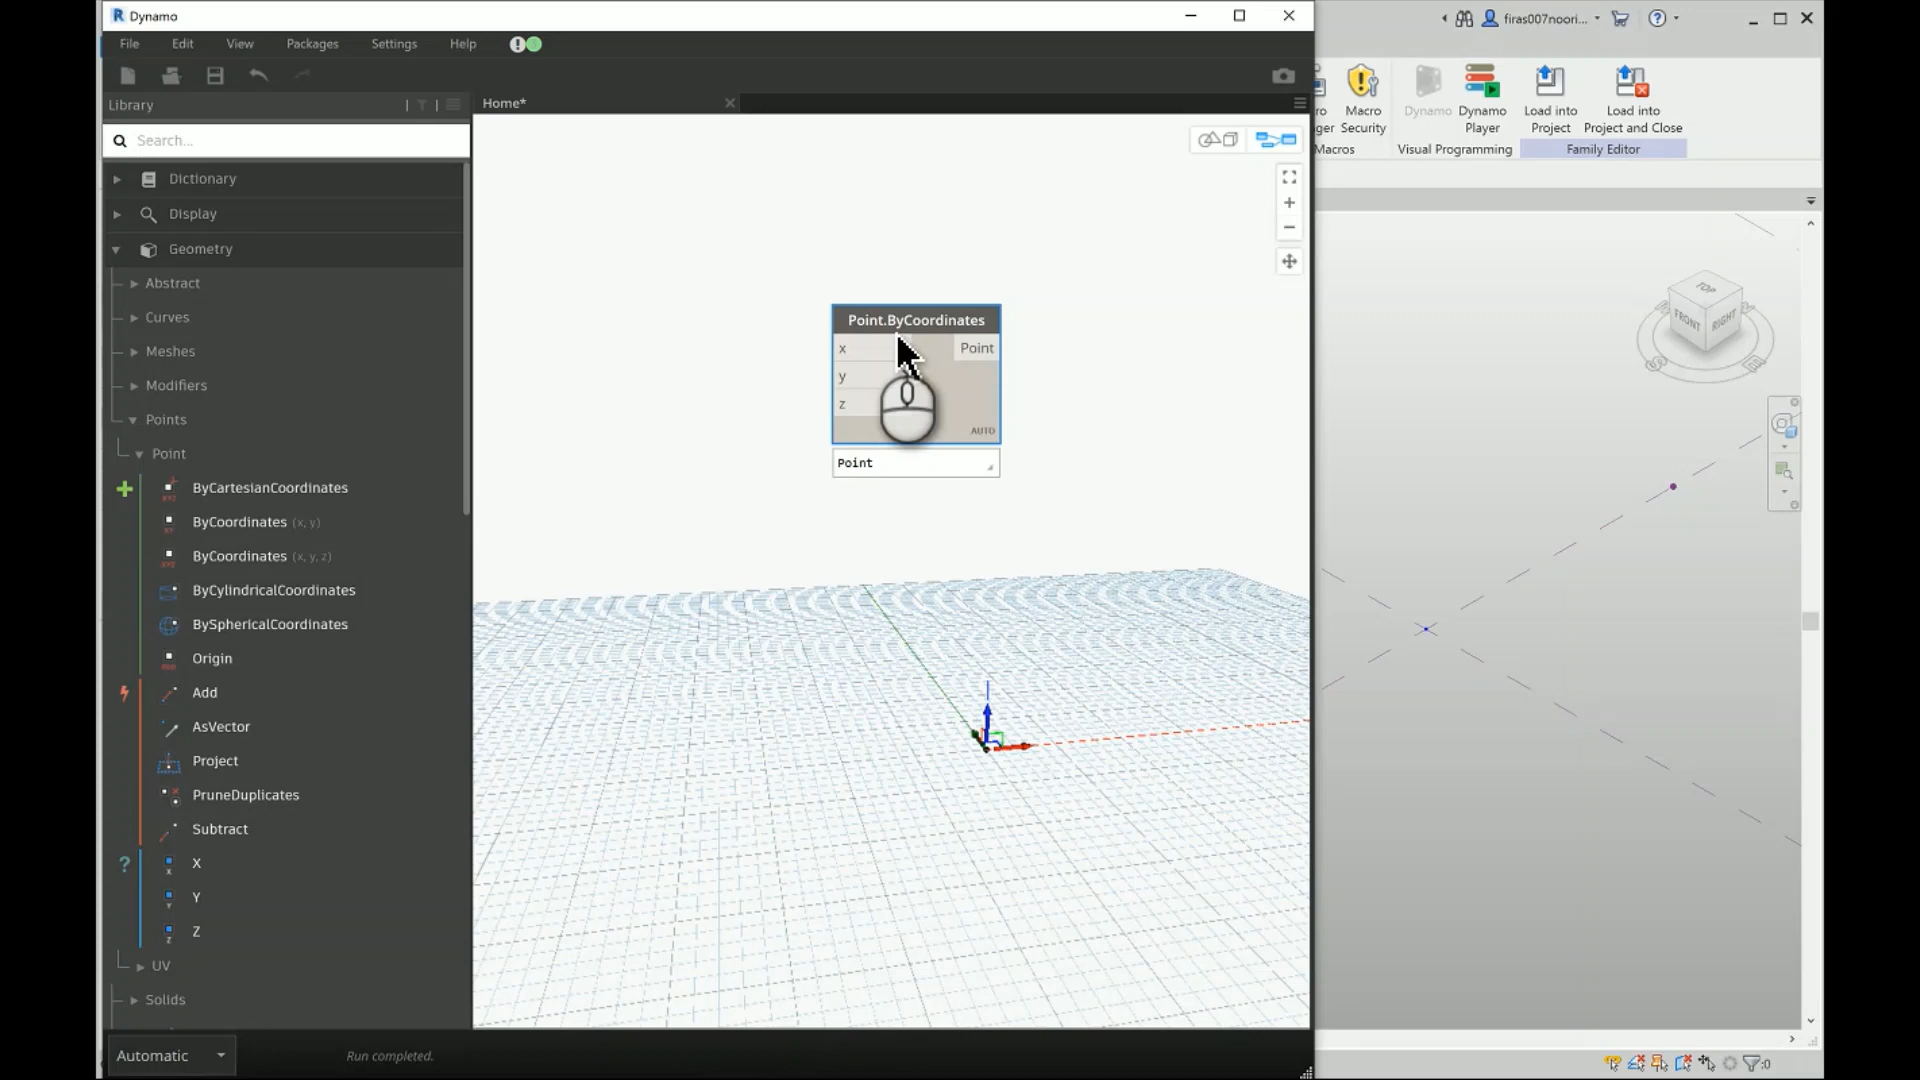 Dynamo
File Edit View Packages Settings Help
Library
Home*
Search...
Dictionary
Display
Geometry
Abstract
Curves
Meshes
Modifiers
Points
Point
ByCartesianCoordinates
ByCoordinates (x, y)
ByCoordinates (x, y, z)
ByCylindricalCoordinates
BySphericalCoordinates
Origin
Add
AsVector
Project
PruneDuplicates
Subtract
X
Y
Z
UV
Solids
Automatic
Run completed.
Point.ByCoordinates
x Point
y
z
AUTO
Point
firas007noori...
ro Macro Dynamo Dynamo Load into Load into
ger Security Player Project Project and Close
Macros Visual Programming Family Editor
TOP
FRONT RIGHT
S
:0